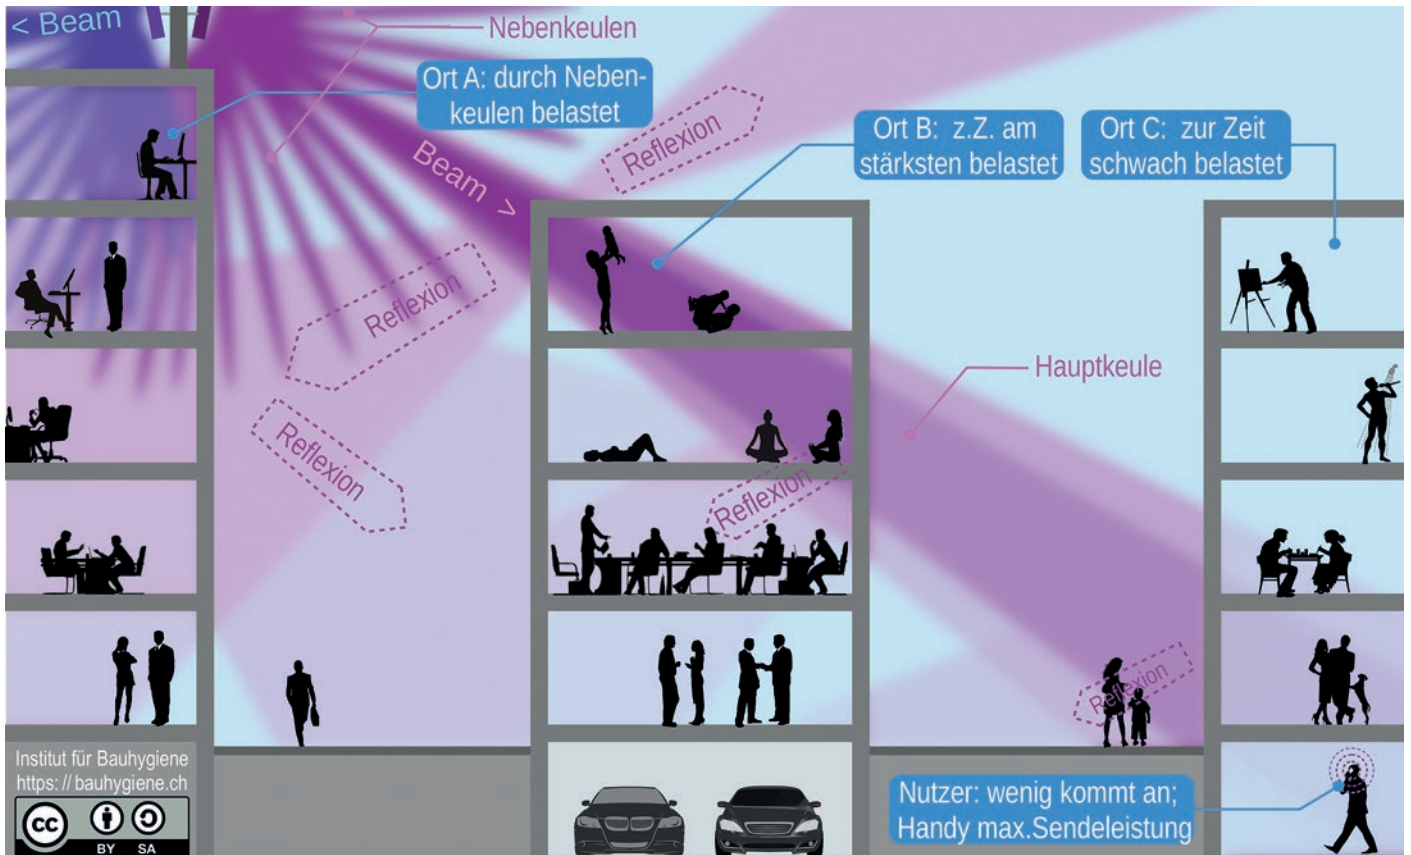 < Beam
Nebenkeulen
Ort A: durch Neben-
keulen belastet
Beam >
Reflexion
Ort B: z.Z. am
stärksten belastet
Ort C: zur Zeit
schwach belastet
Reflexion
Hauptkeule
Reflexion
Reflexion
Reflexion
Institut für Bauhygiene
https: // bauhygiene.ch
cc
BY SA
Nutzer: wenig kommt an;
Handy max.Sendeleistung